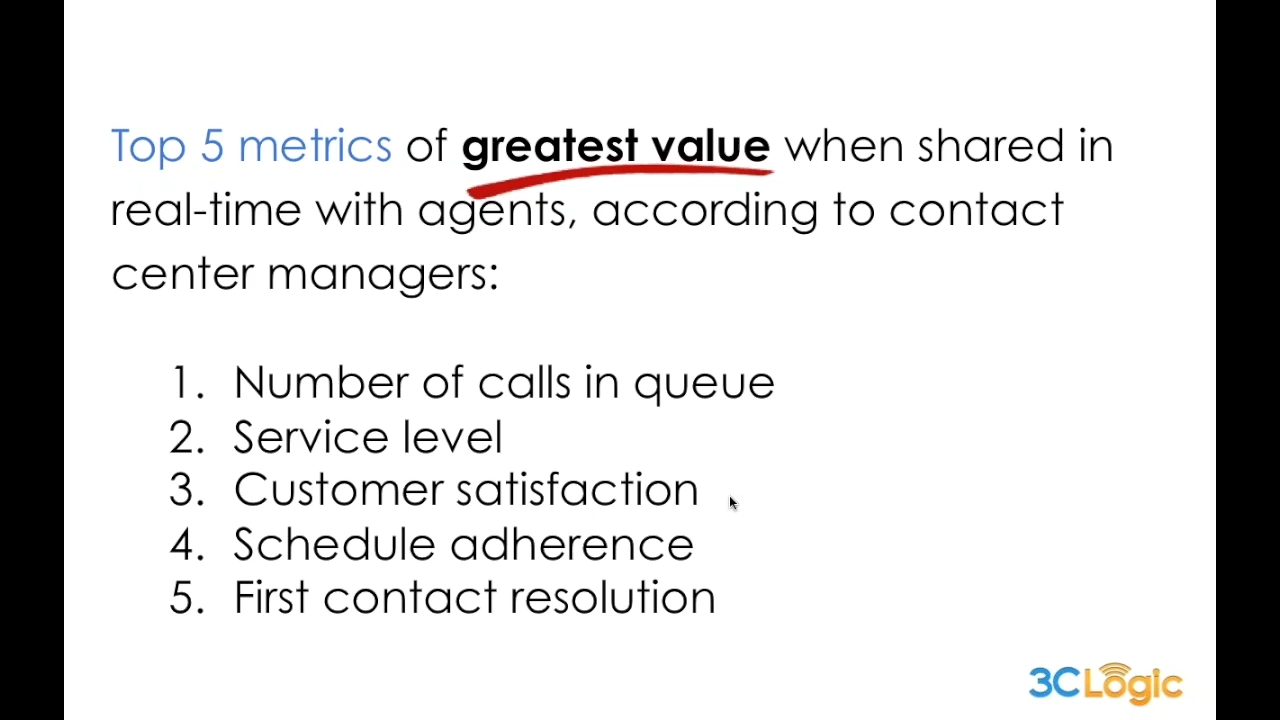 Top 5 metrics of greatest value when shared in
real-time with agents, according to contact
center managers:
1. Number of calls in queue
2. Service level
3. Customer satisfaction
4. Schedule adherence
5. First contact resolution
3CLogic